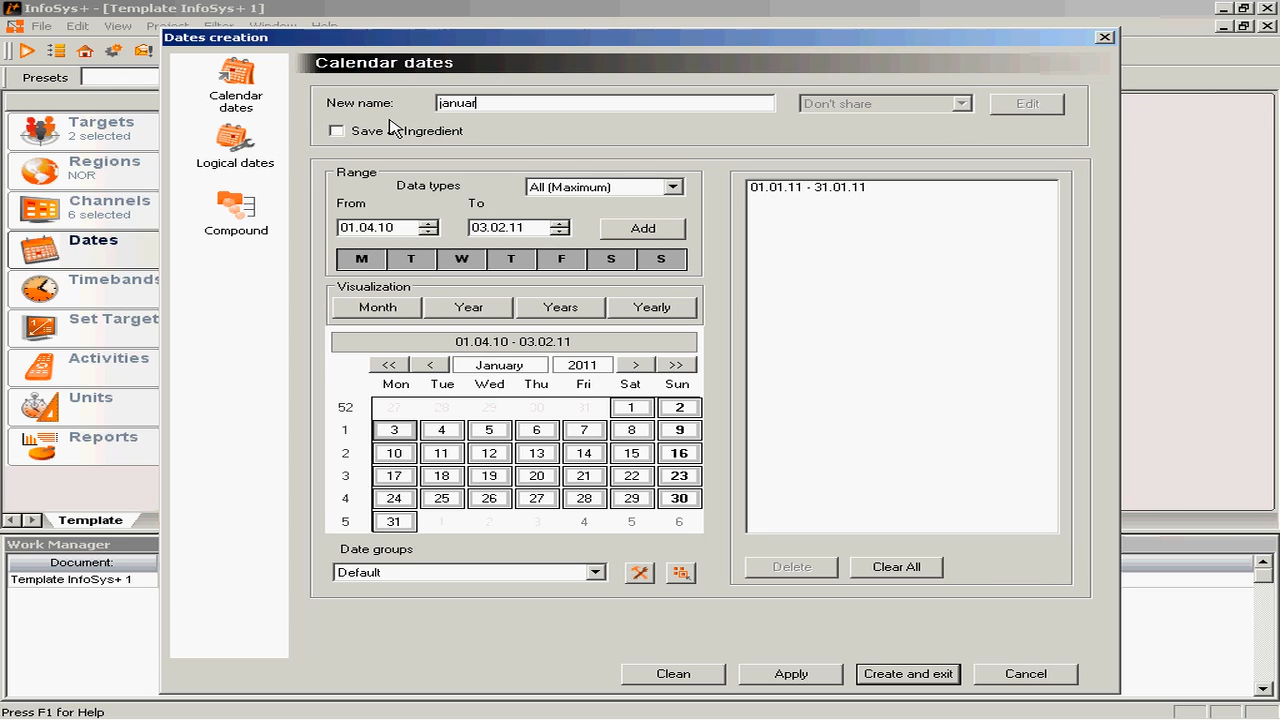 InfoSys+ - [Template InfoSys+ 1]
File Edit View Project Filter Window Help
Presets
Targets
2 selected
Regions
NOR
Channels
6 selected
Dates
Timebands
Set Target
Activities
Units
Reports
Template
Work Manager
Document:
Template InfoSys+ 1
Press F1 for Help
Dates creation
Calendar dates
Logical dates
Compound
Calendar dates
New name: januar Don't share Edit
Save Ingredient
Range
Data types All (Maximum)
From To
01.04.10 03.02.11 Add
M T W T F S S
Visualization
Month Year Years Yearly
01.04.10 - 03.02.11
<< < January 2011 > >>
Mon Tue Wed Thu Fri Sat Sun
52 27 28 29 30 31 1 2
1 3 4 5 6 7 8 9
2 10 11 12 13 14 15 16
3 17 18 19 20 21 22 23
4 24 25 26 27 28 29 30
5 31 1 2 3 4 5 6
Date groups
Default
01.01.11 - 31.01.11
Delete Clear All
Clean Apply Create and exit Cancel